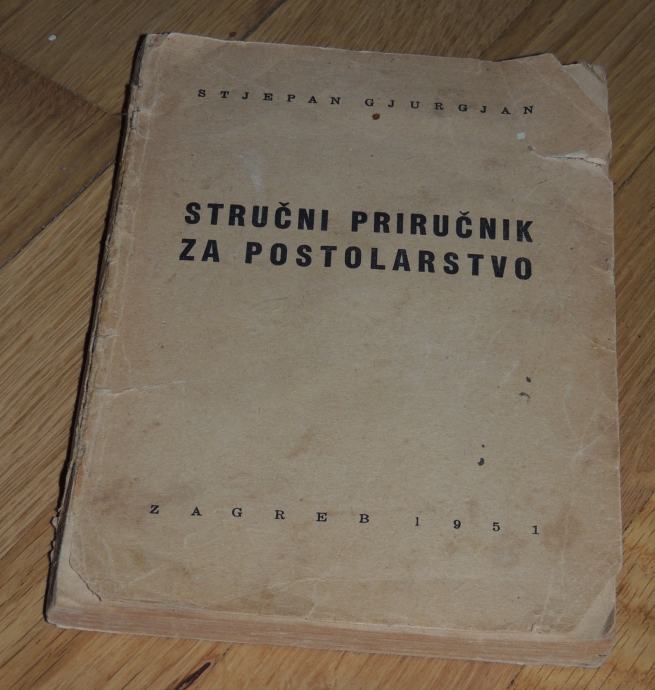 STJEPAN GJURGJAN
STRUČNI PRIRUČNIK
ZA POSTOLARSTVO
ZAGREB 1951